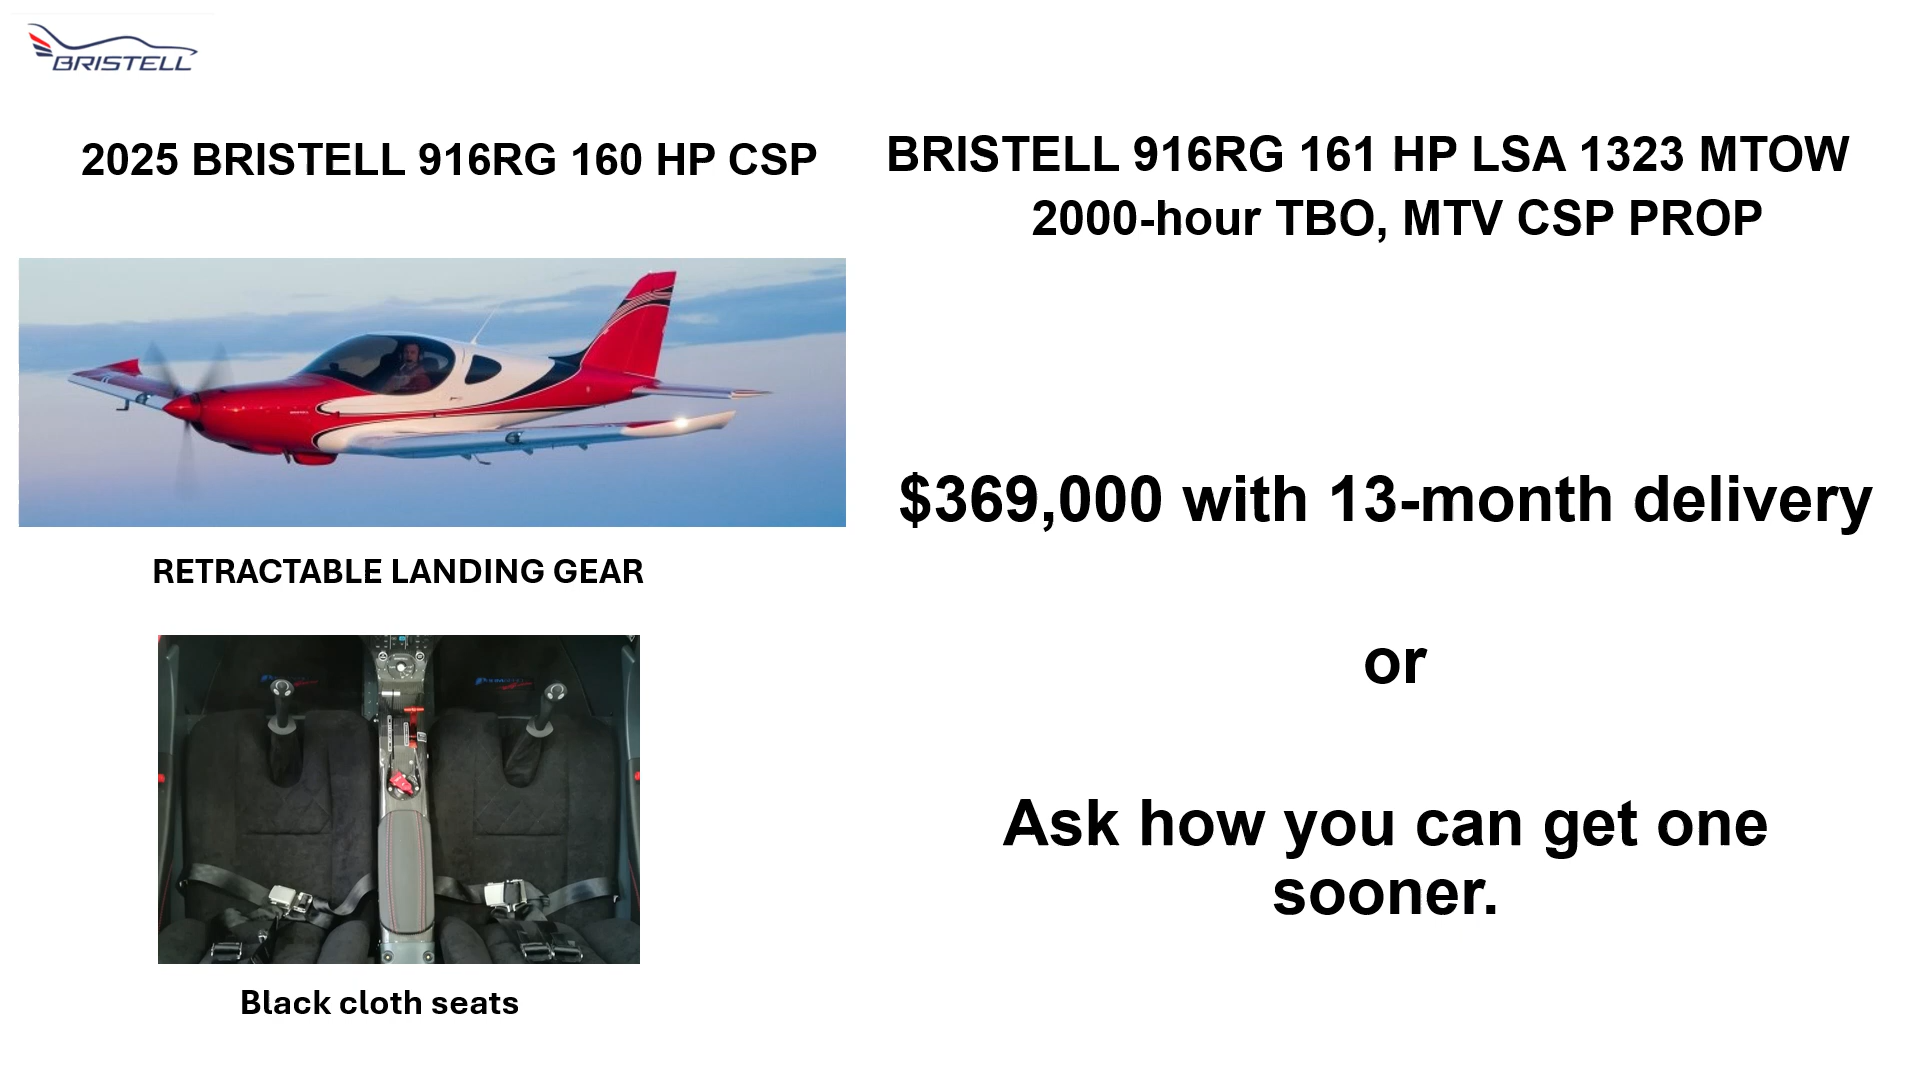 BRISTELL
2025 BRISTELL 916RG 160 HP CSP
RETRACTABLE LANDING GEAR
Black cloth seats
BRISTELL 916RG 161 HP LSA 1323 MTOW
2000-hour TBO, MTV CSP PROP
$369,000 with 13-month delivery
or
Ask how you can get one
sooner.